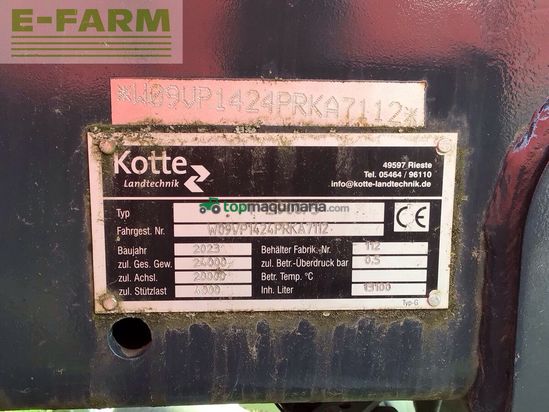 E-FARM
*W09VP1424PRKA7112*
Kotte
Landtechnik
49597 Rieste
Tel. 05464 / 96110
info@kotte-landtechnik.de
topmaquinaria.com
Typ
Fahrgest. Nr. W09VP1424PRKA7112
Baujahr 2023 Behälter Fabrik.-Nr. 112
zul. Ges. Gew. 24000 zul. Betr.-Überdruck bar 0,5
zul. Achsl. 20000 Betr. Temp. °C
zul. Stützlast 4000 Inh. Liter
Typ-G
CE